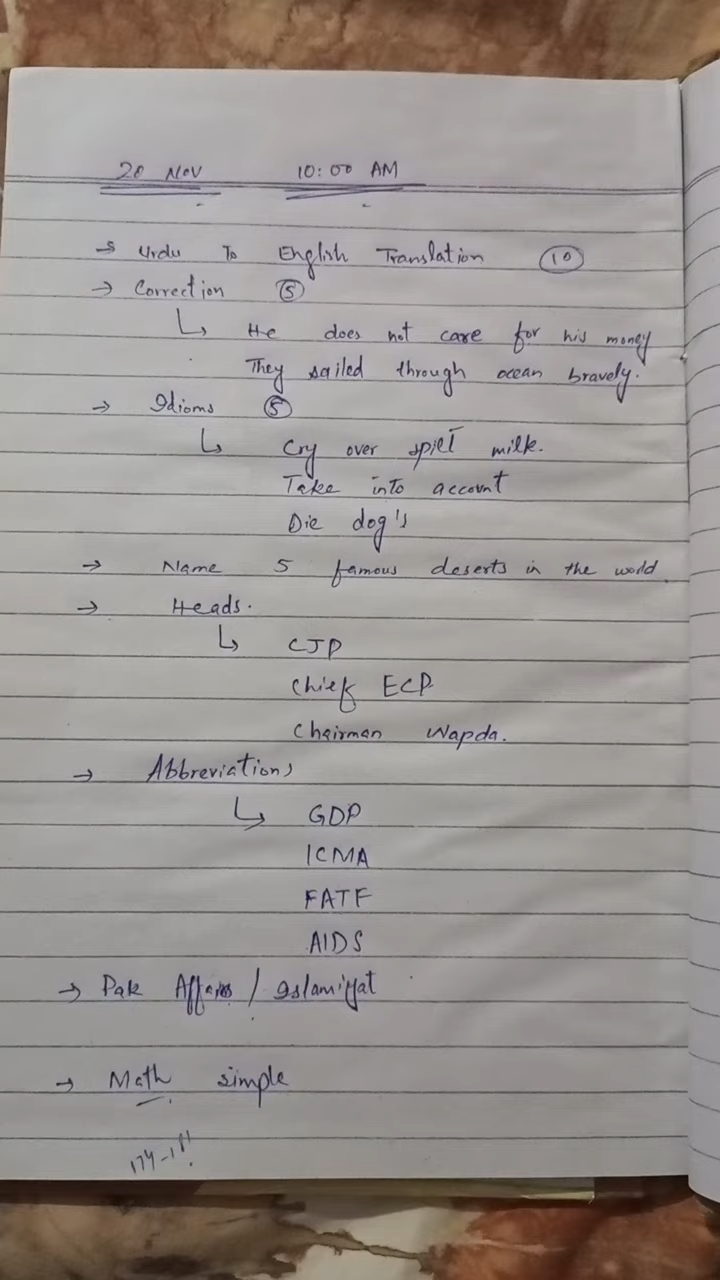 20 Nov 10:00 AM
→ Urdu To English Translation 10
→ Correction 5
↳ He does not care for his money
They sailed through ocean bravely.
→ Idioms 5
↳ Cry over spilt milk.
Take into account
Die dog's
→ Name 5 famous deserts in the world
→ Heads.
↳ CJP
Chief ECP
Chairman Wapda.
→ Abbreviations
↳ GDP
ICMA
FATF
AIDS
→ Pak Affairs / Islamiyat
→ Math simple
174-181